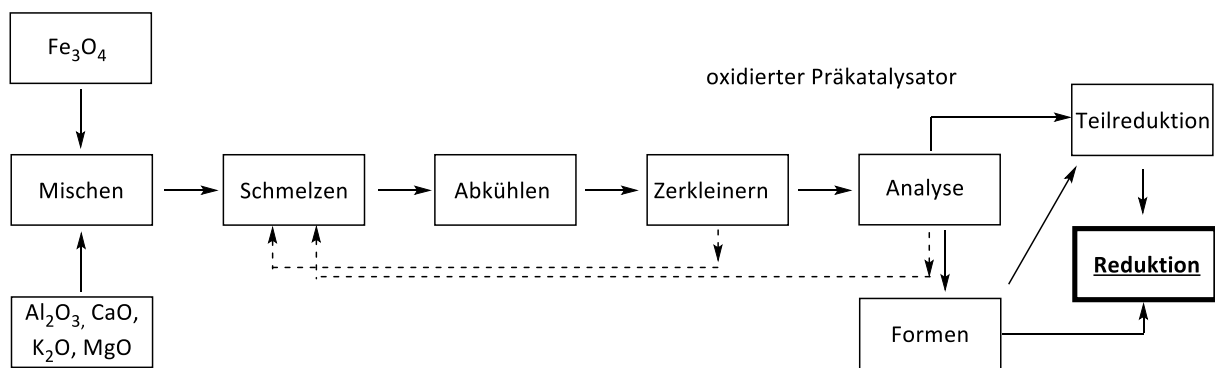 Fe₃O₄
oxidierter Präkatalysator
Teilreduktion
Mischen
Schmelzen
Abkühlen
Zerkleinern
Analyse
Reduktion
Al₂O₃, CaO,
K₂O, MgO
Formen